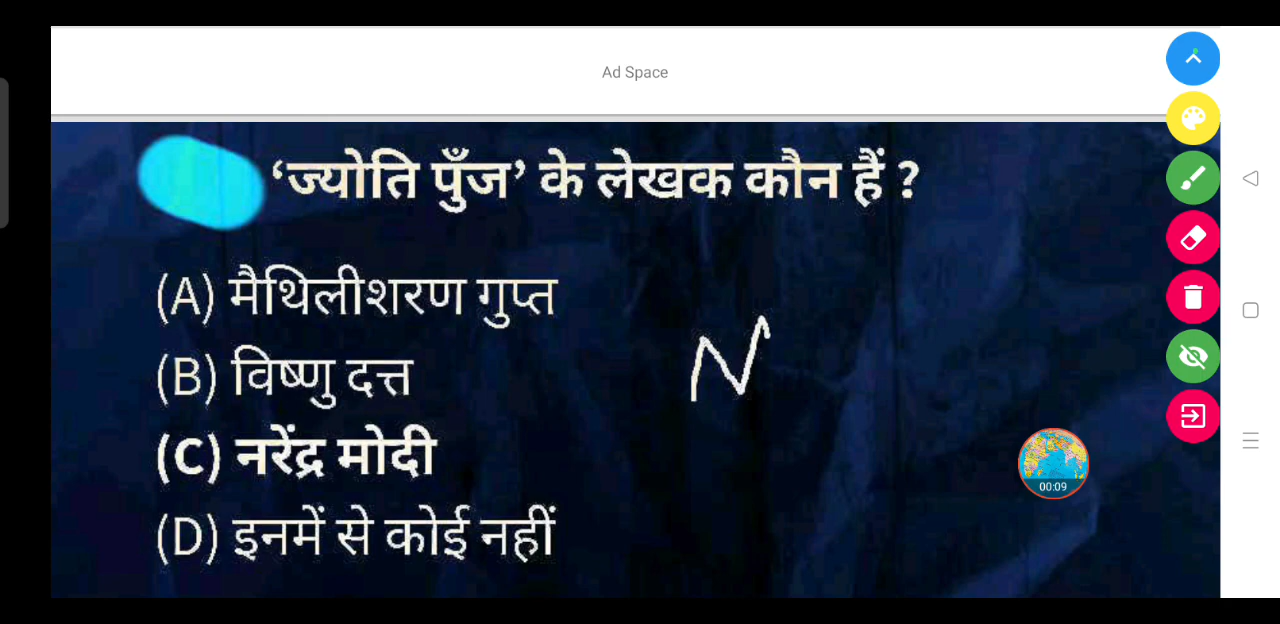 Ad Space
‘ज्योति पुँज’ के लेखक कौन हैं ?
(A) मैथिलीशरण गुप्त
(B) विष्णु दत्त
N
(C) नरेंद्र मोदी
00:09
(D) इनमें से कोई नहीं